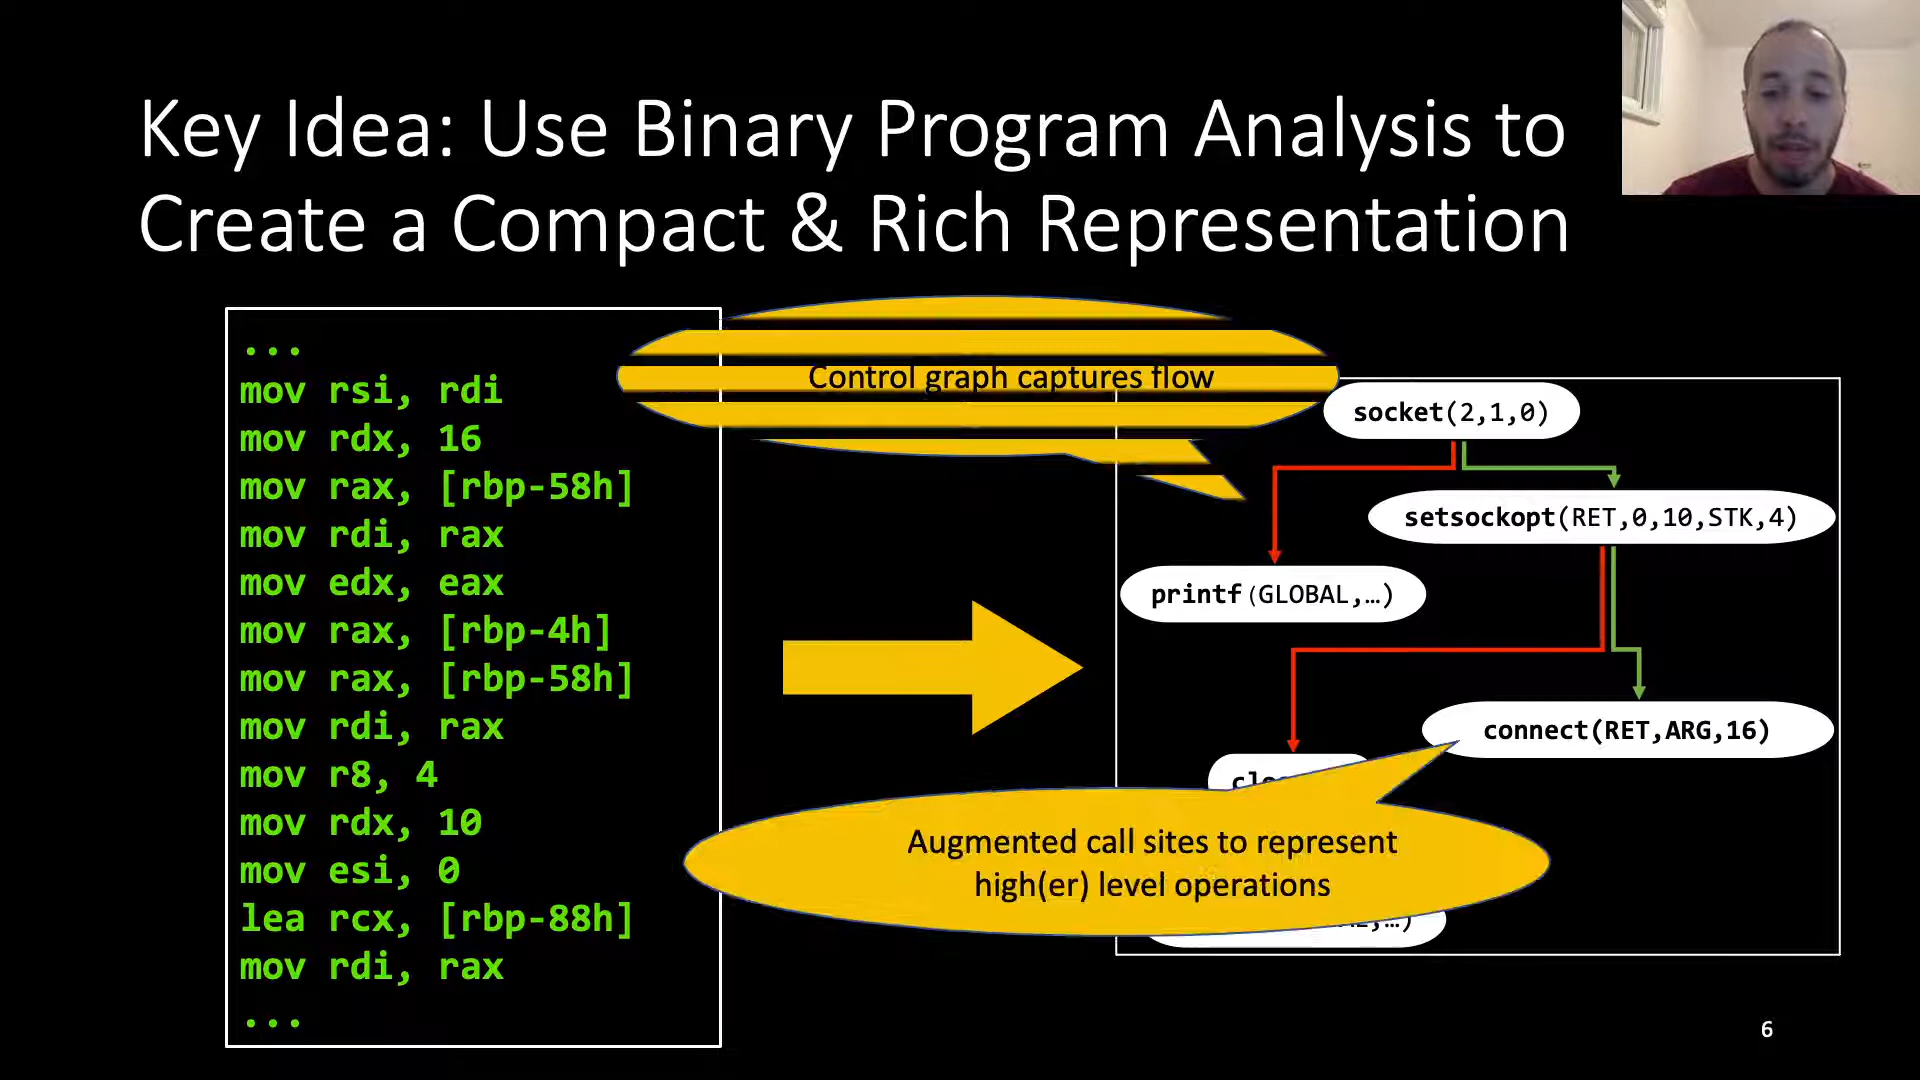 Key Idea: Use Binary Program Analysis to
Create a Compact & Rich Representation
...
mov rsi, rdi
mov rdx, 16
mov rax, [rbp-58h]
mov rdi, rax
mov edx, eax
mov rax, [rbp-4h]
mov rax, [rbp-58h]
mov rdi, rax
mov r8, 4
mov rdx, 10
mov esi, 0
lea rcx, [rbp-88h]
mov rdi, rax
...
Control graph captures flow
socket(2,1,0)
setsockopt(RET,0,10,STK,4)
printf(GLOBAL,…)
connect(RET,ARG,16)
Augmented call sites to represent
high(er) level operations
6